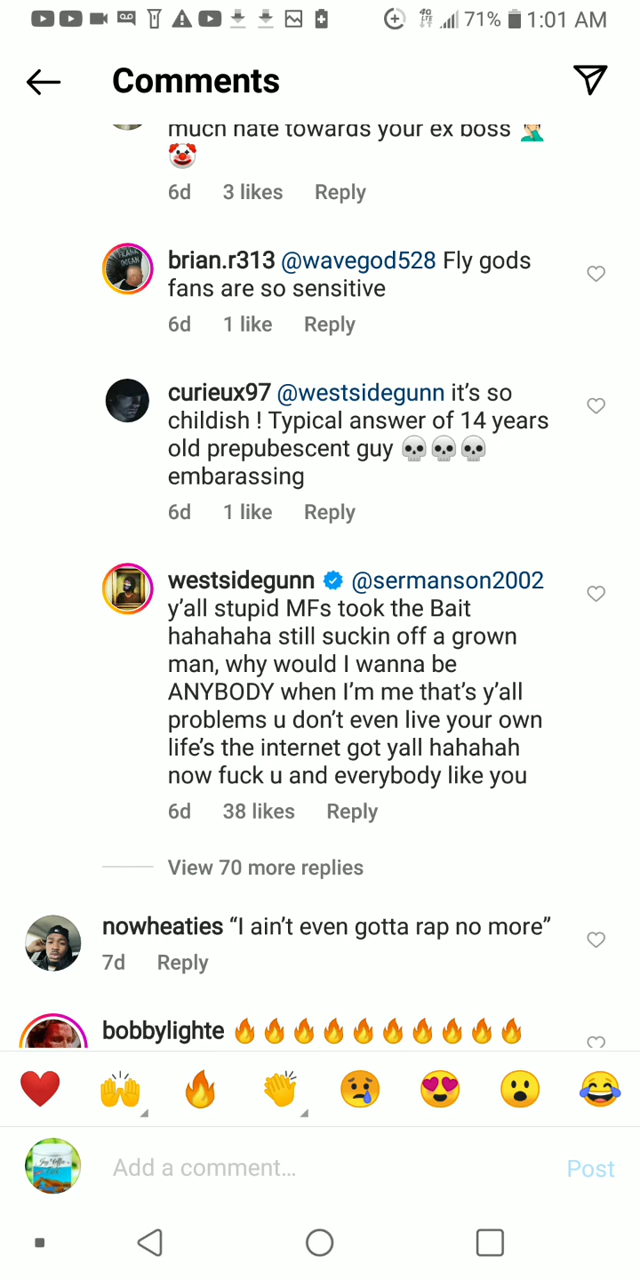 71% 1:01 AM
Comments
much hate towards your ex boss 🤦🏻‍♂️
🤡
6d 3 likes Reply
brian.r313 @wavegod528 Fly gods
fans are so sensitive
6d 1 like Reply
curieux97 @westsidegunn it's so
childish ! Typical answer of 14 years
old prepubescent guy 💀💀💀
embarassing
6d 1 like Reply
westsidegunn @sermanson2002
y'all stupid MFs took the Bait
hahahaha still suckin off a grown
man, why would I wanna be
ANYBODY when I'm me that's y'all
problems u don't even live your own
life's the internet got yall hahahah
now fuck u and everybody like you
6d 38 likes Reply
View 70 more replies
nowheaties “I ain't even gotta rap no more”
7d Reply
bobbylighte 🔥🔥🔥🔥🔥🔥🔥🔥🔥🔥
Add a comment... Post